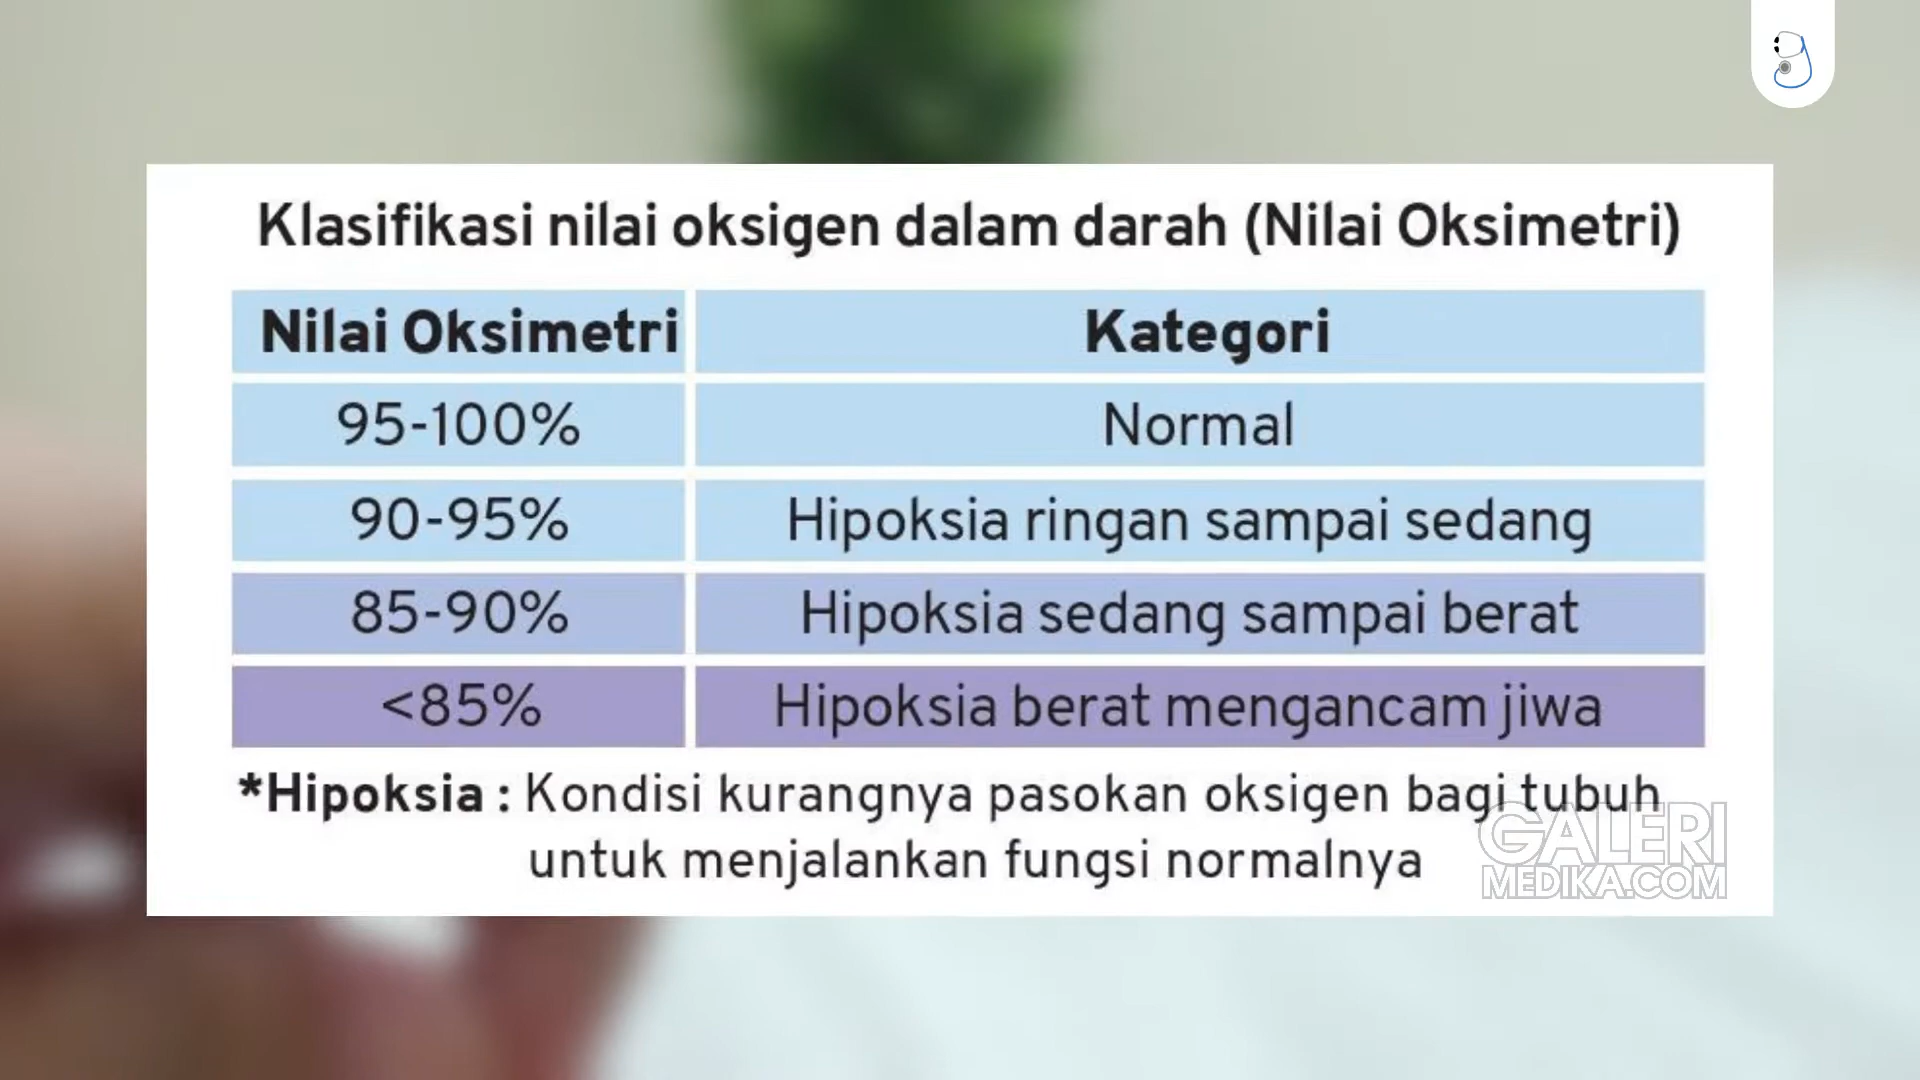 Klasifikasi nilai oksigen dalam darah (Nilai Oksimetri)
Nilai Oksimetri Kategori
95-100% Normal
90-95% Hipoksia ringan sampai sedang
85-90% Hipoksia sedang sampai berat
<85% Hipoksia berat mengancam jiwa
*Hipoksia : Kondisi kurangnya pasokan oksigen bagi tubuh
untuk menjalankan fungsi normalnya
GALERI
MEDIKA.COM